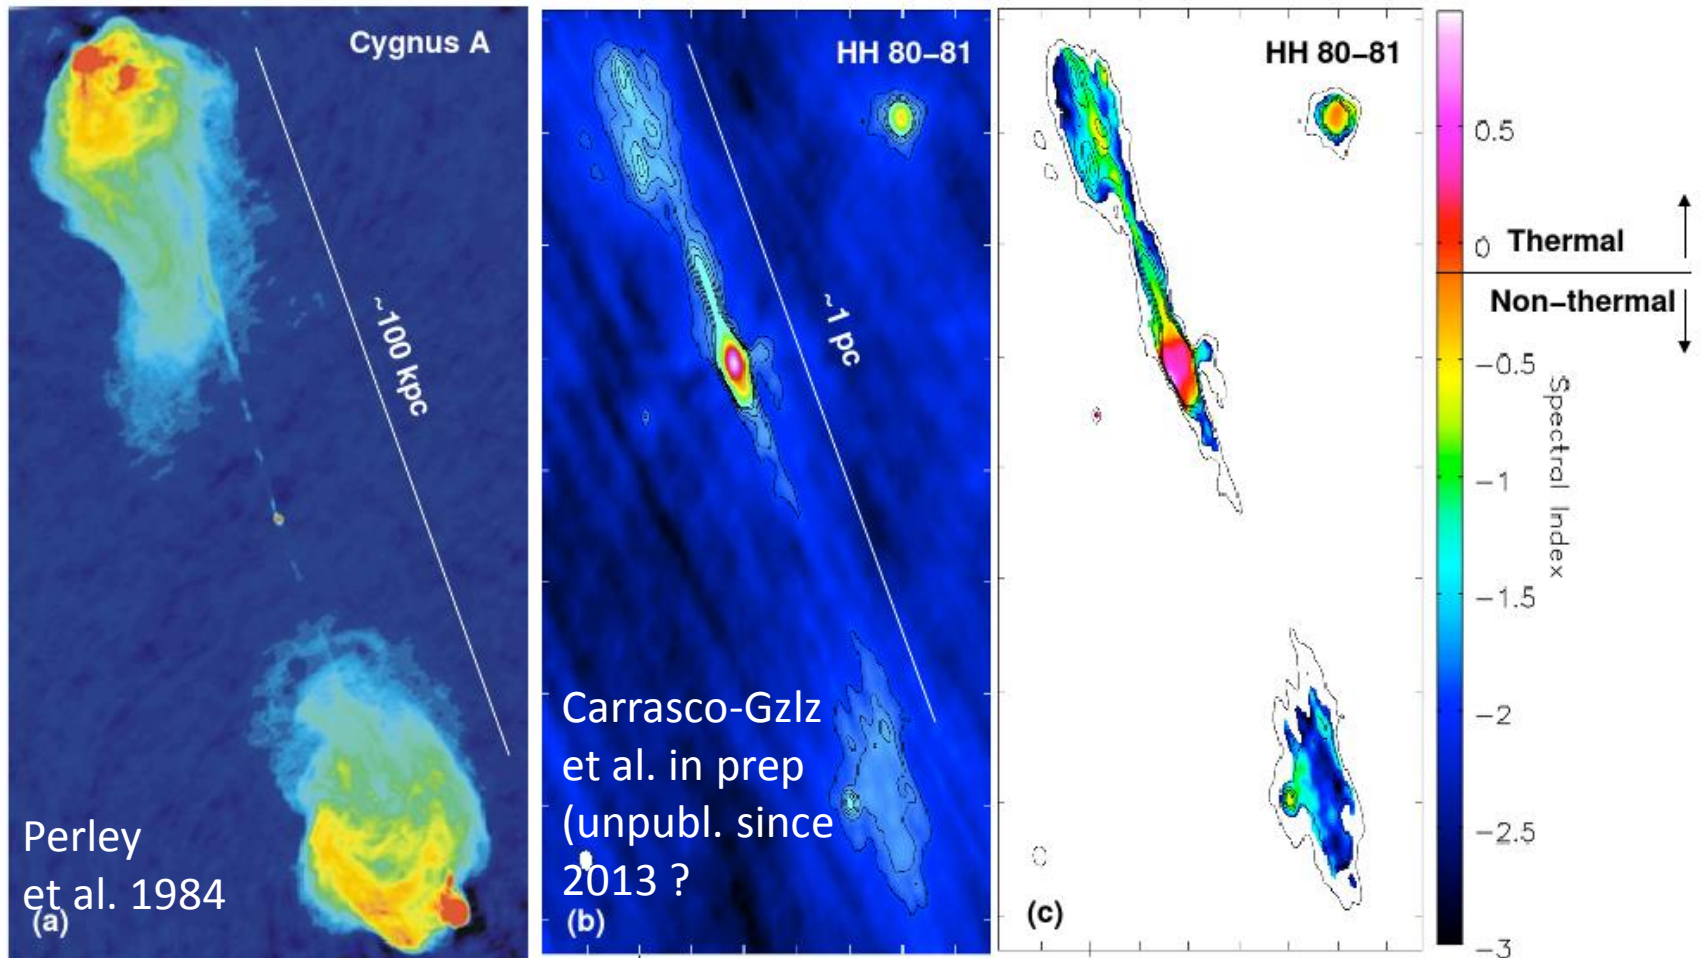 Cygnus A
~100 kpc
Perley
et al. 1984
(a)
HH 80−81
~1 pc
Carrasco-Gzlz
et al. in prep
(unpubl. since
2013 ?
(b)
HH 80−81
(c)
0.5
0
−0.5
−1
−1.5
−2
−2.5
−3
Spectral Index
Thermal
Non−thermal